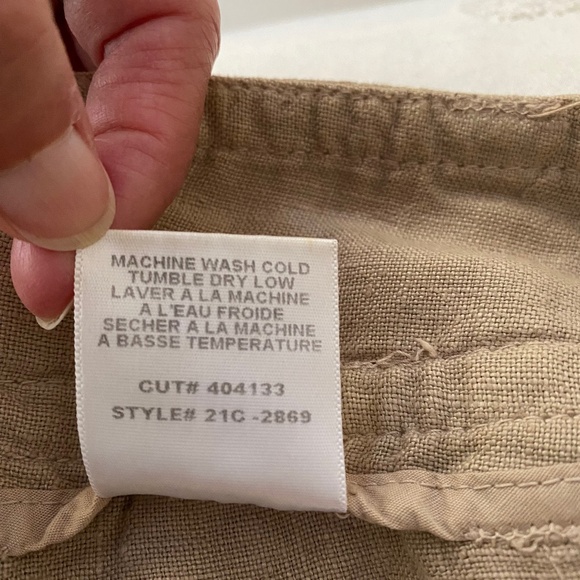 MACHINE WASH COLD
TUMBLE DRY LOW
LAVER A LA MACHINE
A L'EAU FROIDE
SECHER A LA MACHINE
A BASSE TEMPERATURE
CUT# 404133
STYLE# 21C -2869